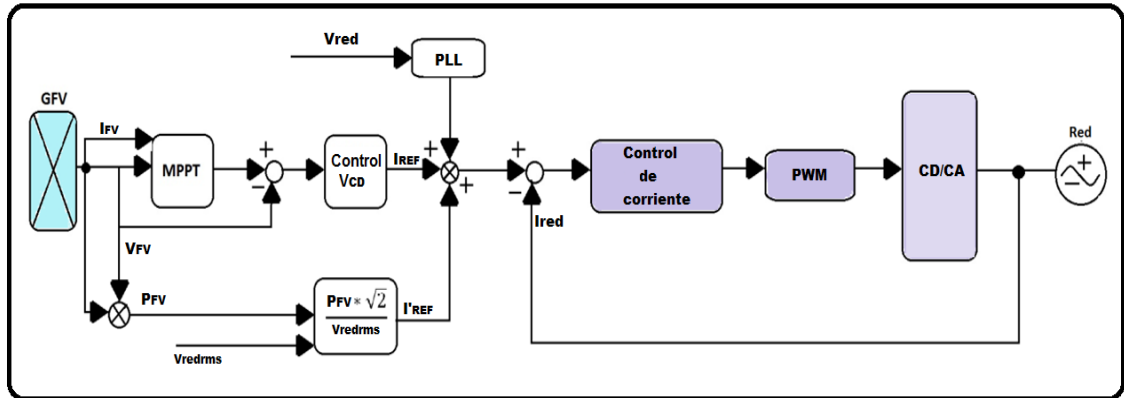 Vred
PLL
GFV
IFV
MPPT
+
−
Control
VCD
IREF
+
+
+
−
Control
de
corriente
PWM
CD/CA
Red
+
−
Ired
VFV
PFV
PFV * √2
Vredrms
I'REF
Vredrms